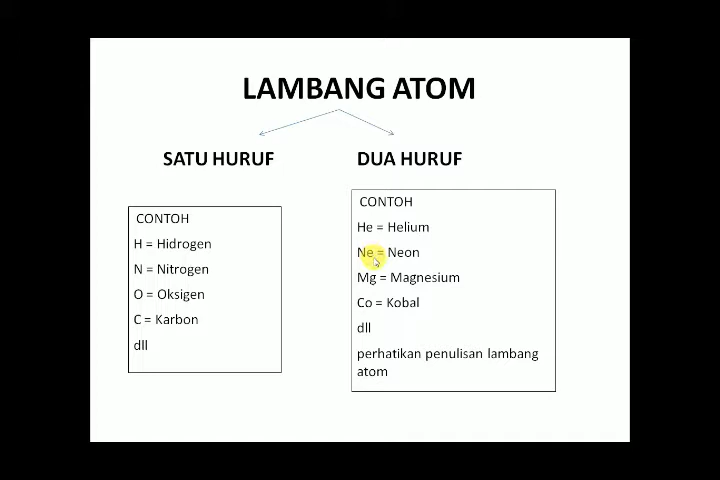 LAMBANG ATOM
SATU HURUF
CONTOH
H = Hidrogen
N = Nitrogen
O = Oksigen
C = Karbon
dll
DUA HURUF
CONTOH
He = Helium
Ne = Neon
Mg = Magnesium
Co = Kobal
dll
perhatikan penulisan lambang
atom